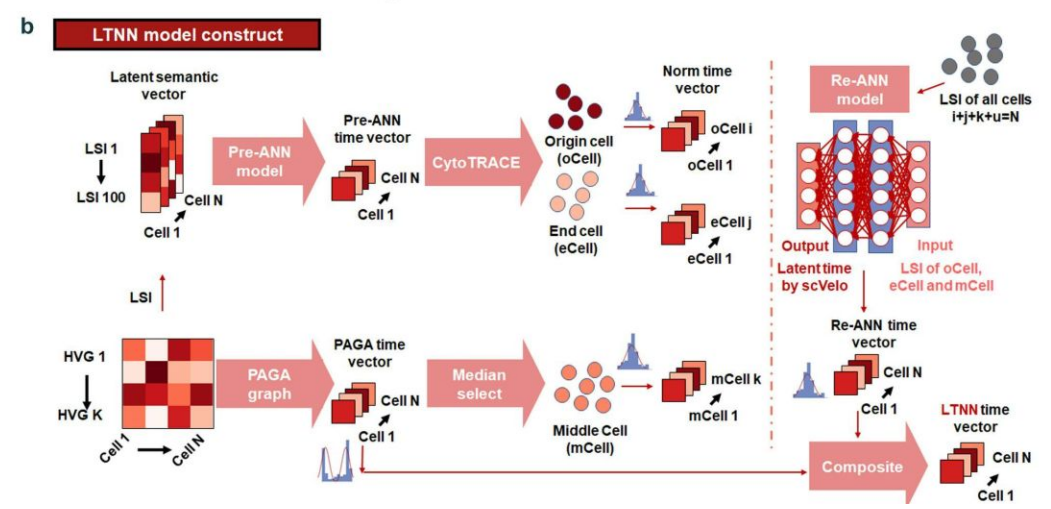 b
LTNN model construct
Latent semantic
vector
LSI 1
LSI 100
Cell N
Cell 1
Pre-ANN
model
Pre-ANN
time vector
Cell N
Cell 1
CytoTRACE
Origin cell
(oCell)
End cell
(eCell)
Norm time
vector
oCell i
oCell 1
eCell j
eCell 1
LSI
HVG 1
HVG K
Cell 1
Cell N
PAGA
graph
PAGA time
vector
Cell N
Cell 1
Median
select
Middle Cell
(mCell)
mCell k
mCell 1
Re-ANN
model
LSI of all cells
i+j+k+u=N
Output
Input
Latent time
by scVelo
LSI of oCell,
eCell and mCell
Re-ANN time
vector
Cell N
Cell 1
Composite
LTNN time
vector
Cell N
Cell 1